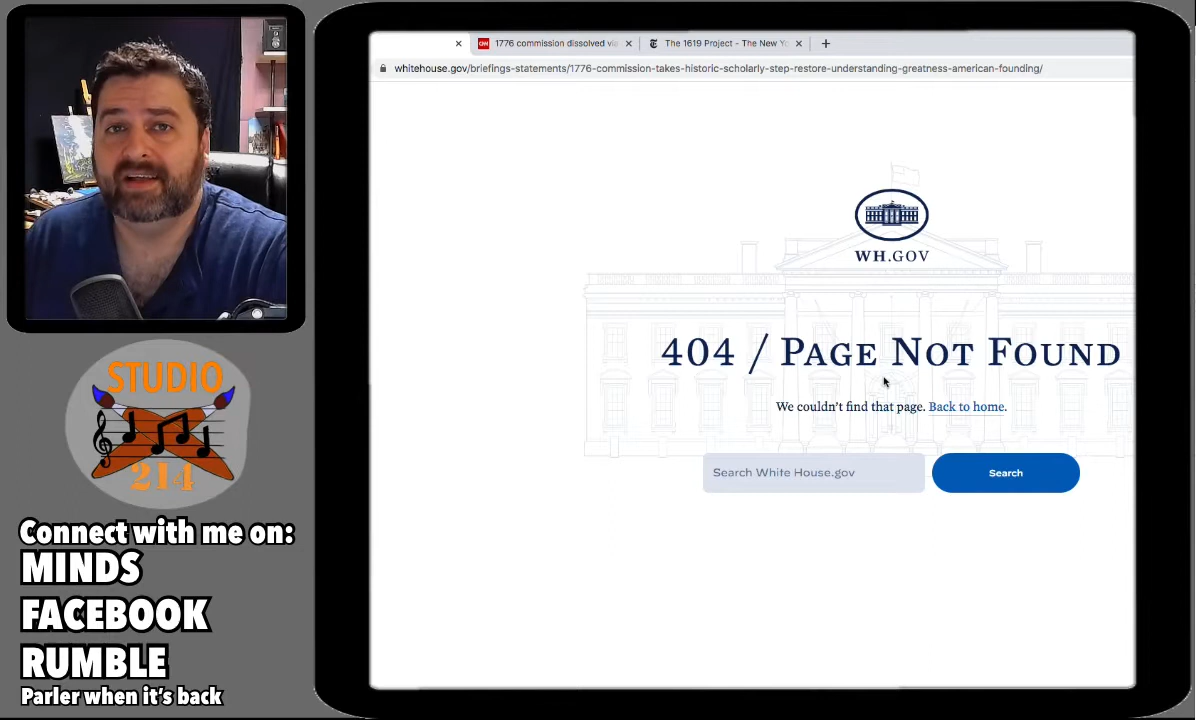 1776 commission dissolved via
The 1619 Project - The New Yo
whitehouse.gov/briefings-statements/1776-commission-takes-historic-scholarly-step-restore-understanding-greatness-american-founding/
WH.GOV
404 / PAGE NOT FOUND
We couldn't find that page. Back to home.
Search White House.gov
Search
STUDIO
214
Connect with me on:
MINDS
FACEBOOK
RUMBLE
Parler when it's back